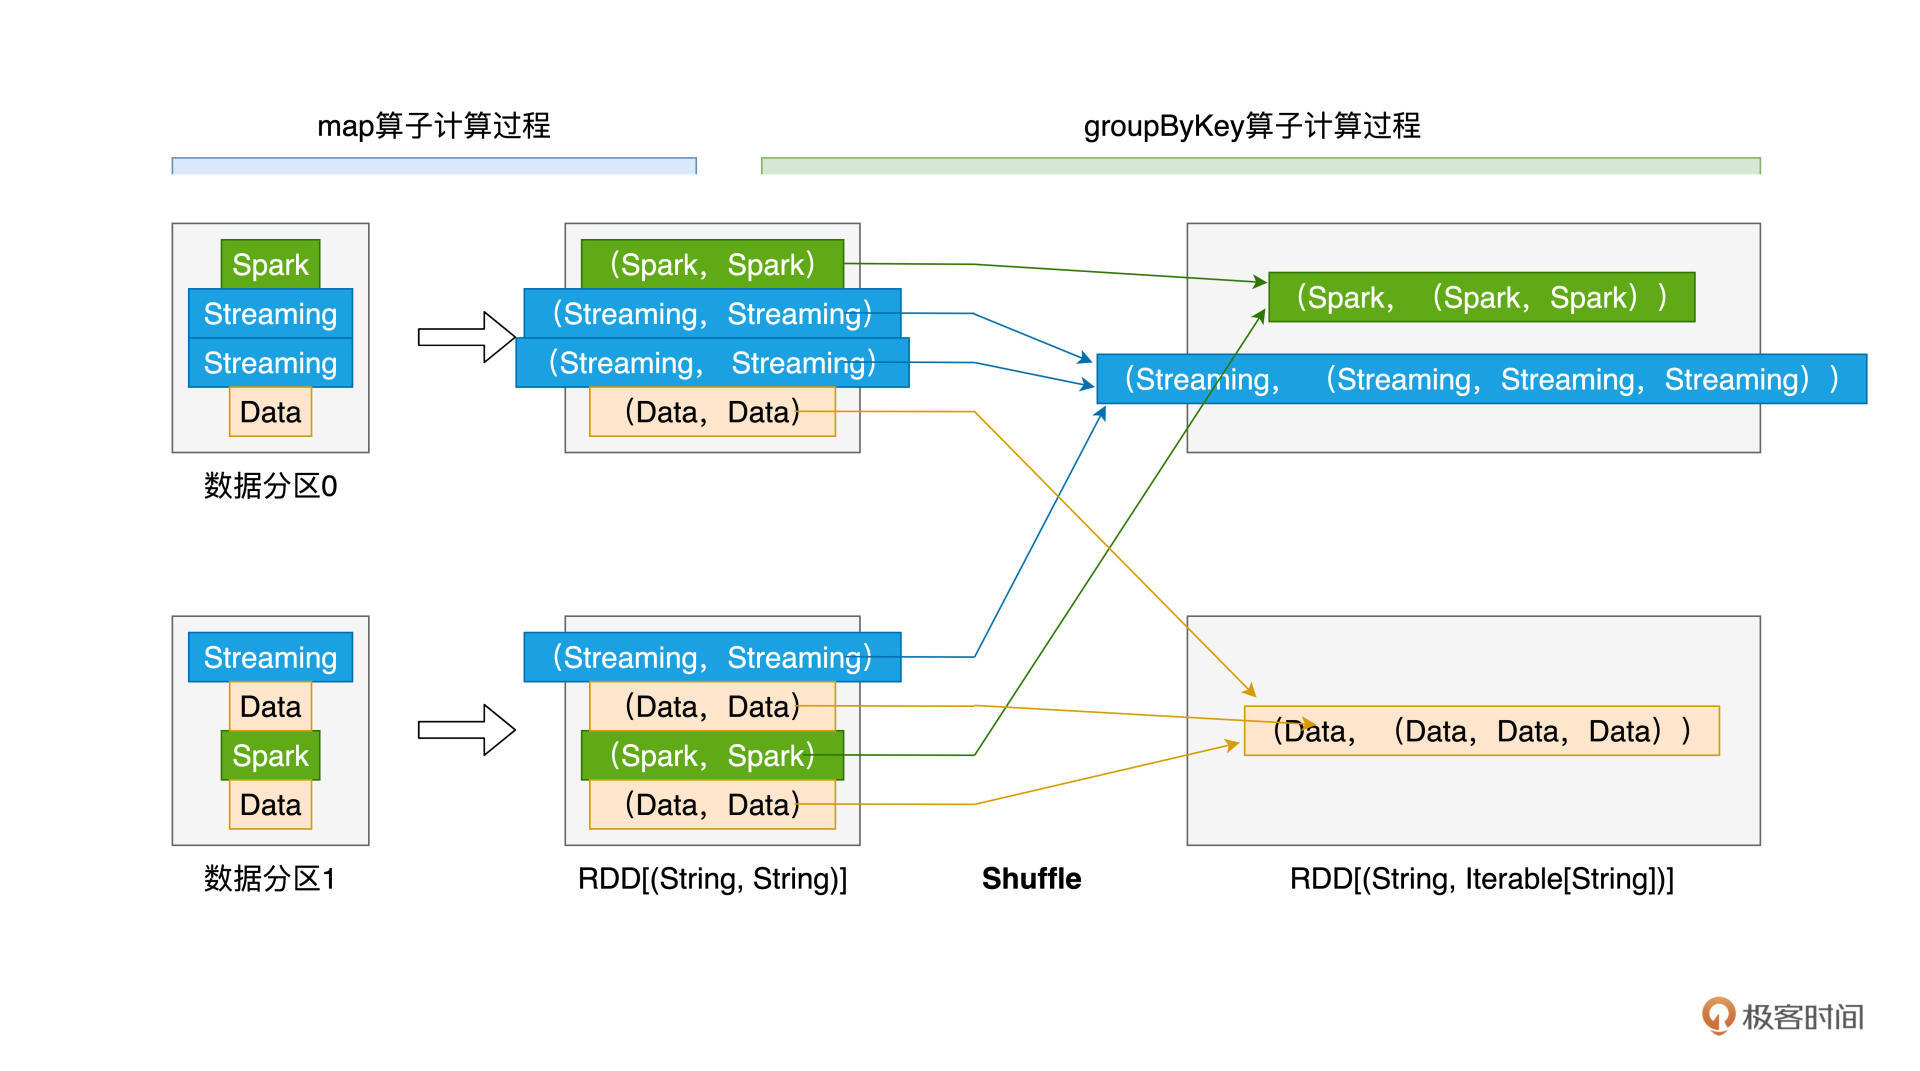 map算子计算过程
groupByKey算子计算过程
Spark
Streaming
Streaming
Data
数据分区0
(Spark, Spark)
(Streaming, Streaming)
(Streaming, Streaming)
(Data, Data)
(Spark, (Spark, Spark))
(Streaming, (Streaming, Streaming, Streaming))
Streaming
Data
Spark
Data
数据分区1
(Streaming, Streaming)
(Data, Data)
(Spark, Spark)
(Data, Data)
RDD[(String, String)]
Shuffle
(Data, (Data, Data, Data))
RDD[(String, Iterable[String])]
极客时间